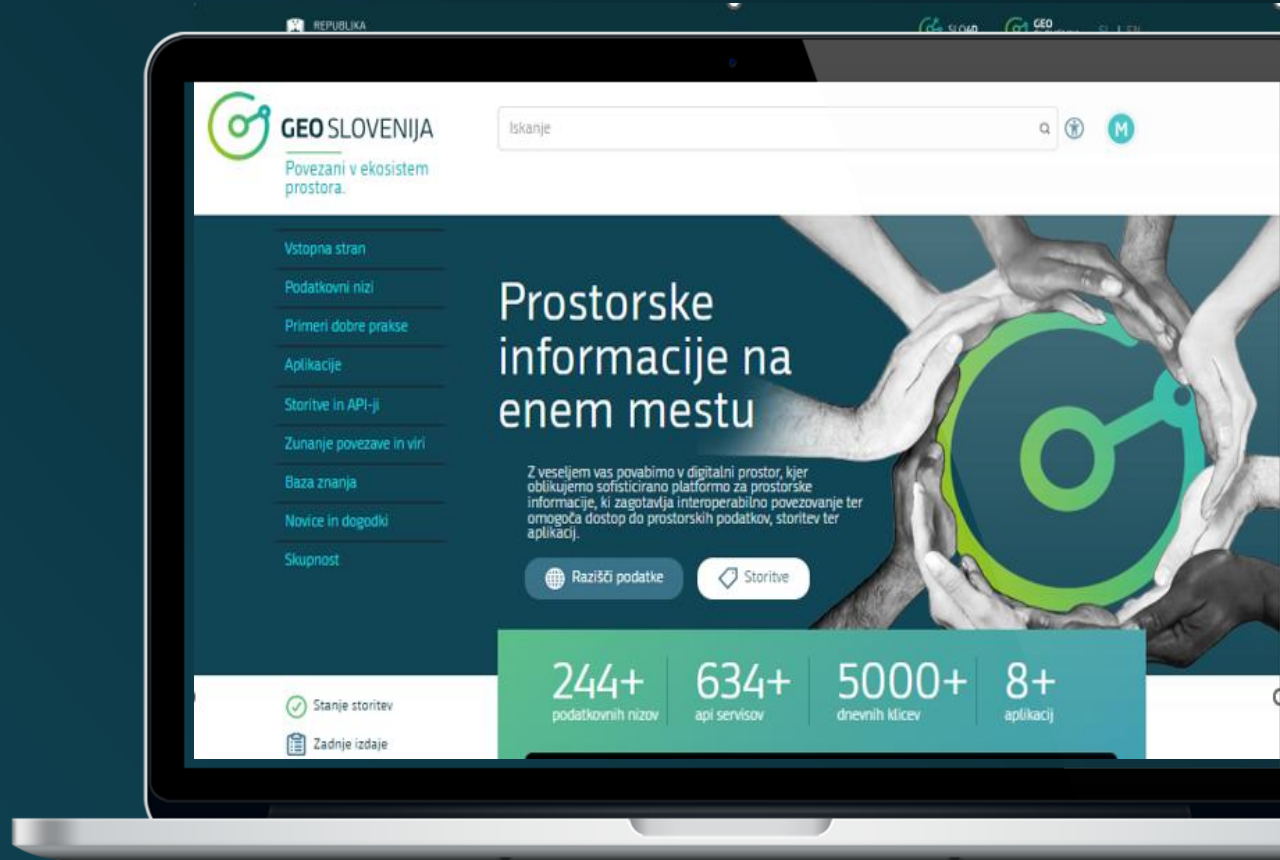 REPUBLIKA
SLO4D
GEO
SI | EN
GEO SLOVENIJA
Povezani v ekosistem
prostora.
Iskanje
M
Vstopna stran
Podatkovni nizi
Primeri dobre prakse
Aplikacije
Storitve in API-ji
Zunanje povezave in viri
Baza znanja
Novice in dogodki
Skupnost
Prostorske
informacije na
enem mestu
Z veseljem vas povabimo v digitalni prostor, kjer
oblikujemo sofisticirano platformo za prostorske
informacije, ki zagotavlja interoperabilno povezovanje ter
omogoča dostop do prostorskih podatkov, storitev ter
aplikacij.
Razišči podatke
Storitve
244+
podatkovnih nizov
634+
api servisov
5000+
dnevnih klicev
8+
aplikacij
Stanje storitev
Zadnje izdaje